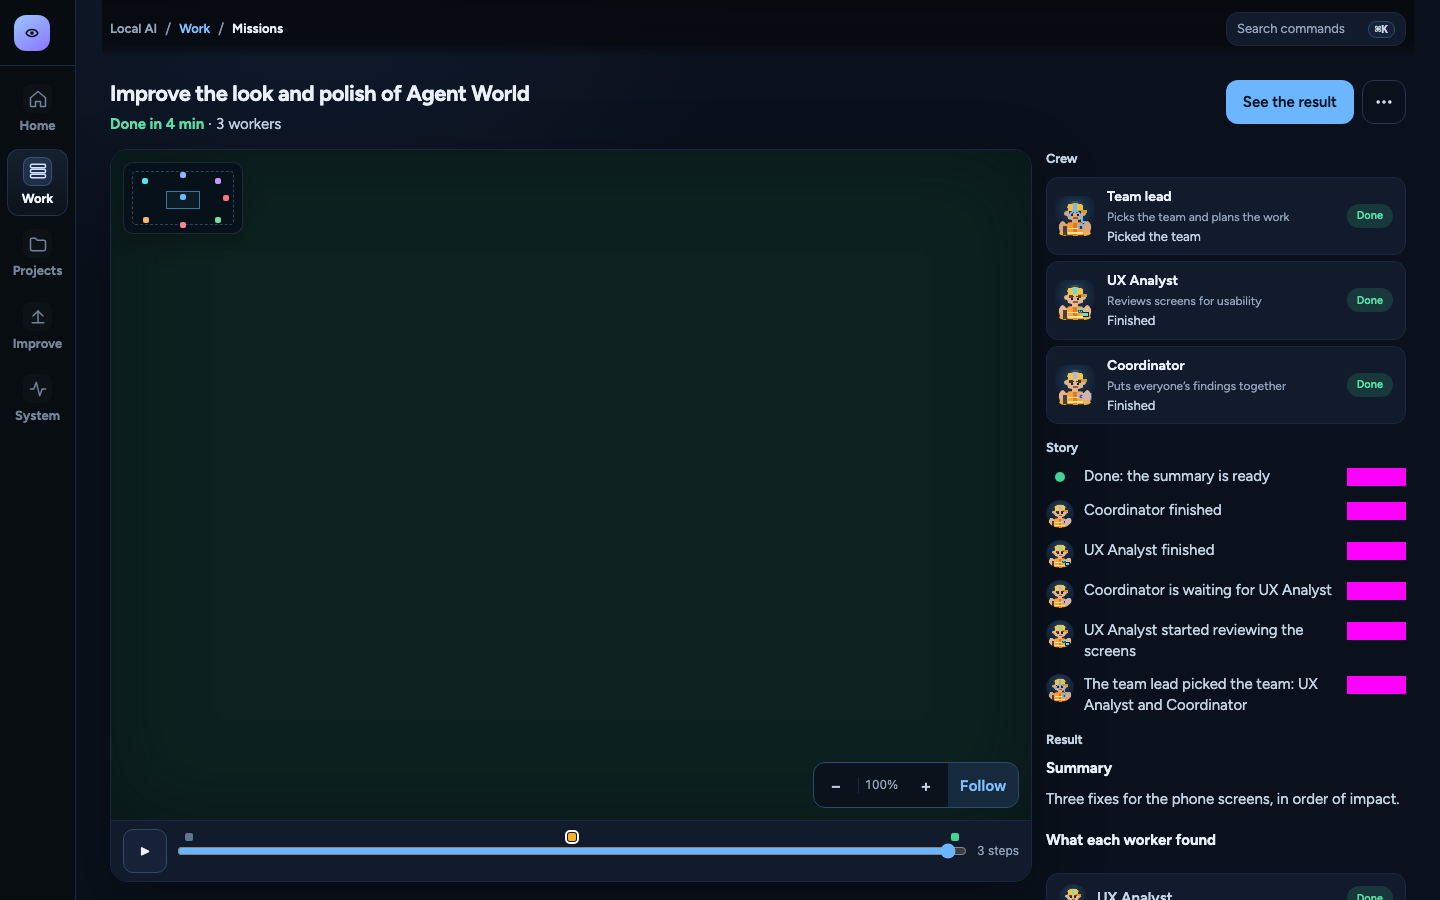 Local AI / Work / Missions
Search commands ⌘K
Home
Work
Projects
Improve
System
Improve the look and polish of Agent World
Done in 4 min · 3 workers
See the result
100%
Follow
3 steps
Crew
Team lead
Picks the team and plans the work
Picked the team
Done
UX Analyst
Reviews screens for usability
Finished
Done
Coordinator
Puts everyone’s findings together
Finished
Done
Story
Done: the summary is ready
Coordinator finished
UX Analyst finished
Coordinator is waiting for UX Analyst
UX Analyst started reviewing the
screens
The team lead picked the team: UX
Analyst and Coordinator
Result
Summary
Three fixes for the phone screens, in order of impact.
What each worker found
UX Analyst
Done